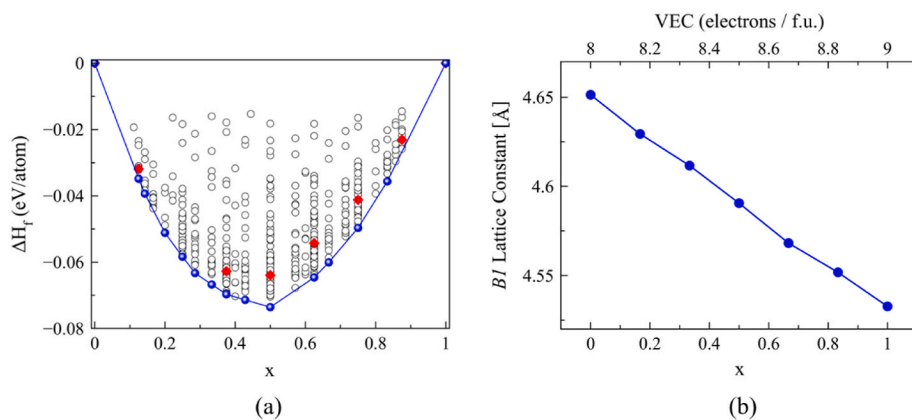 0
−0.02
−0.04
−0.06
−0.08
ΔH_f (eV/atom)
0 0.2 0.4 0.6 0.8 1
x
(a)
VEC (electrons / f.u.)
8 8.2 8.4 8.6 8.8 9
4.65
4.6
4.55
B1 Lattice Constant [Å]
0 0.2 0.4 0.6 0.8 1
x
(b)